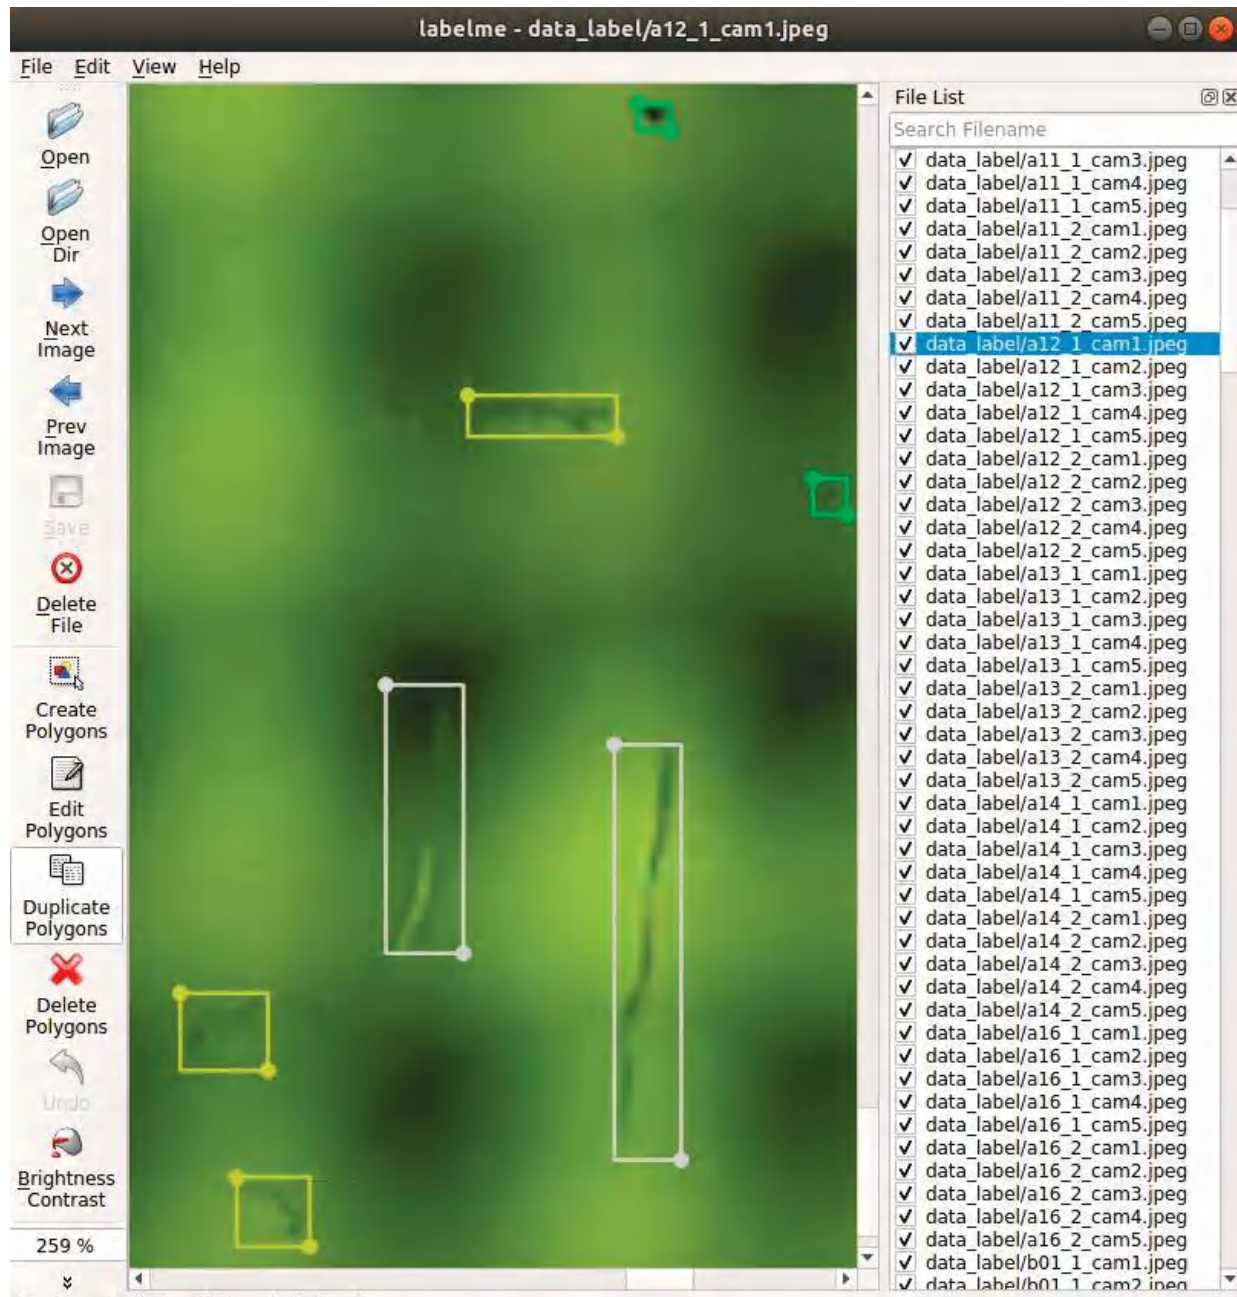 labelme - data_label/a12_1_cam1.jpeg
File Edit View Help
Open
Open
Dir
Next
Image
Prev
Image
Save
Delete
File
Create
Polygons
Edit
Polygons
Duplicate
Polygons
Delete
Polygons
Undo
Brightness
Contrast
259 %
File List
Search Filename
data_label/a11_1_cam3.jpeg
data_label/a11_1_cam4.jpeg
data_label/a11_1_cam5.jpeg
data_label/a11_2_cam1.jpeg
data_label/a11_2_cam2.jpeg
data_label/a11_2_cam3.jpeg
data_label/a11_2_cam4.jpeg
data_label/a11_2_cam5.jpeg
data_label/a12_1_cam1.jpeg
data_label/a12_1_cam2.jpeg
data_label/a12_1_cam3.jpeg
data_label/a12_1_cam4.jpeg
data_label/a12_1_cam5.jpeg
data_label/a12_2_cam1.jpeg
data_label/a12_2_cam2.jpeg
data_label/a12_2_cam3.jpeg
data_label/a12_2_cam4.jpeg
data_label/a12_2_cam5.jpeg
data_label/a13_1_cam1.jpeg
data_label/a13_1_cam2.jpeg
data_label/a13_1_cam3.jpeg
data_label/a13_1_cam4.jpeg
data_label/a13_1_cam5.jpeg
data_label/a13_2_cam1.jpeg
data_label/a13_2_cam2.jpeg
data_label/a13_2_cam3.jpeg
data_label/a13_2_cam4.jpeg
data_label/a13_2_cam5.jpeg
data_label/a14_1_cam1.jpeg
data_label/a14_1_cam2.jpeg
data_label/a14_1_cam3.jpeg
data_label/a14_1_cam4.jpeg
data_label/a14_1_cam5.jpeg
data_label/a14_2_cam1.jpeg
data_label/a14_2_cam2.jpeg
data_label/a14_2_cam3.jpeg
data_label/a14_2_cam4.jpeg
data_label/a14_2_cam5.jpeg
data_label/a16_1_cam1.jpeg
data_label/a16_1_cam2.jpeg
data_label/a16_1_cam3.jpeg
data_label/a16_1_cam4.jpeg
data_label/a16_1_cam5.jpeg
data_label/a16_2_cam1.jpeg
data_label/a16_2_cam2.jpeg
data_label/a16_2_cam3.jpeg
data_label/a16_2_cam4.jpeg
data_label/a16_2_cam5.jpeg
data_label/b01_1_cam1.jpeg
data_label/b01_1_cam2.jpeg